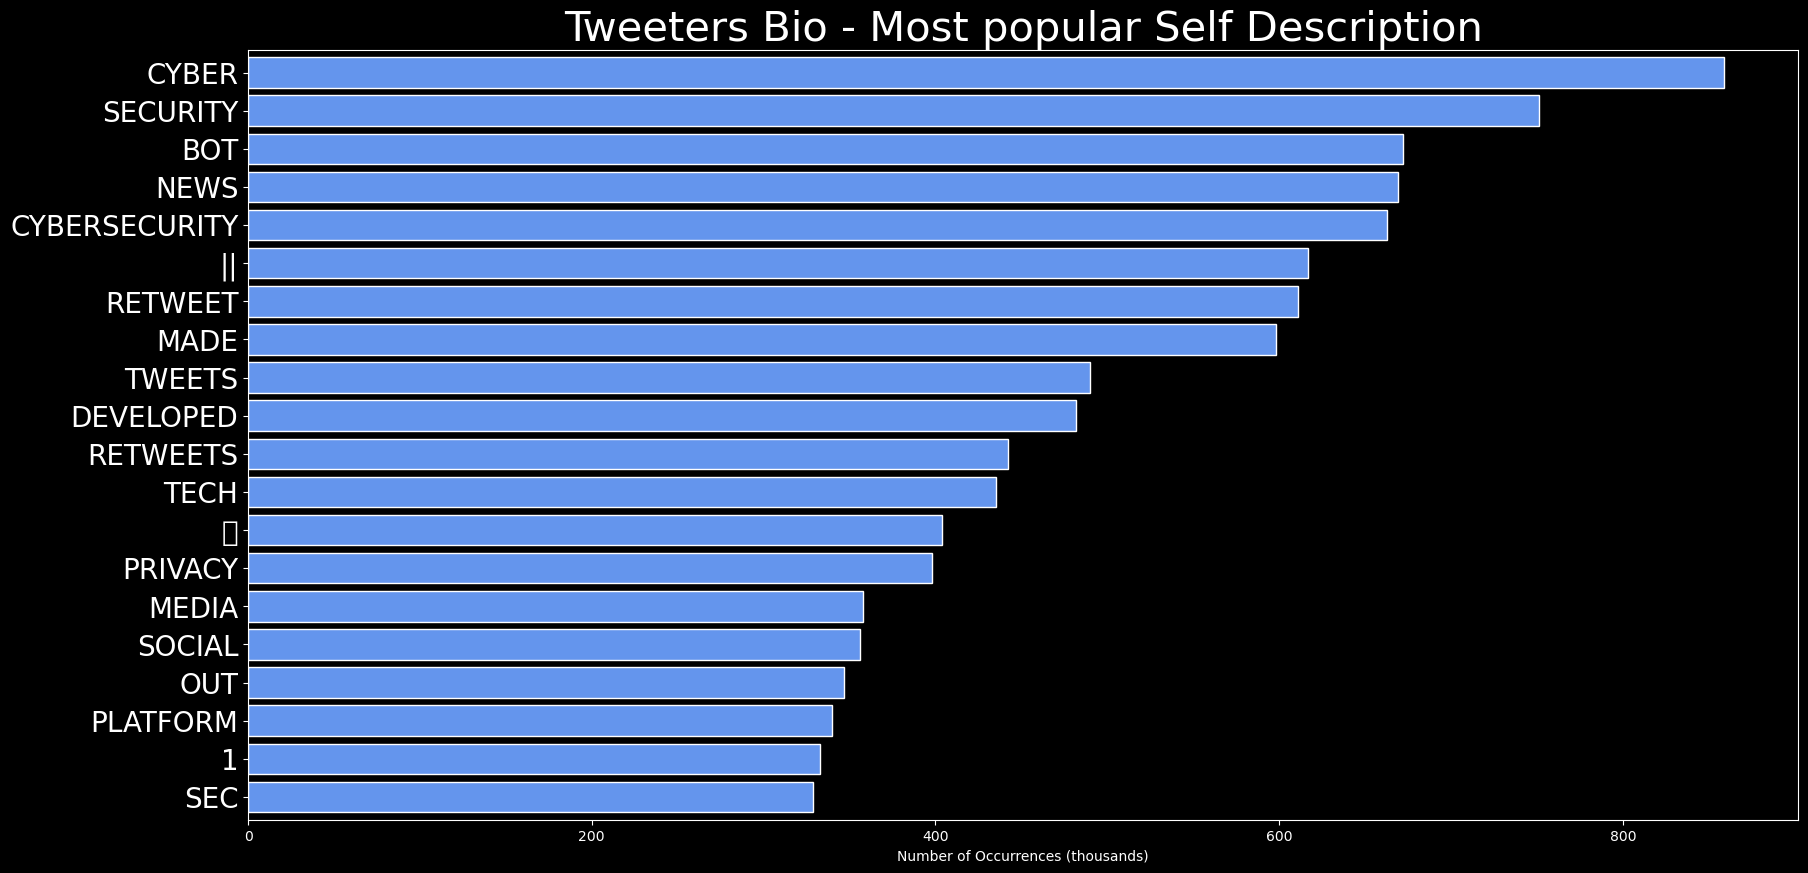 Tweeters Bio - Most popular Self Description
CYBER
SECURITY
BOT
NEWS
CYBERSECURITY
||
RETWEET
MADE
TWEETS
DEVELOPED
RETWEETS
TECH
PRIVACY
MEDIA
SOCIAL
OUT
PLATFORM
1
SEC
0 200 400 600 800
Number of Occurrences (thousands)